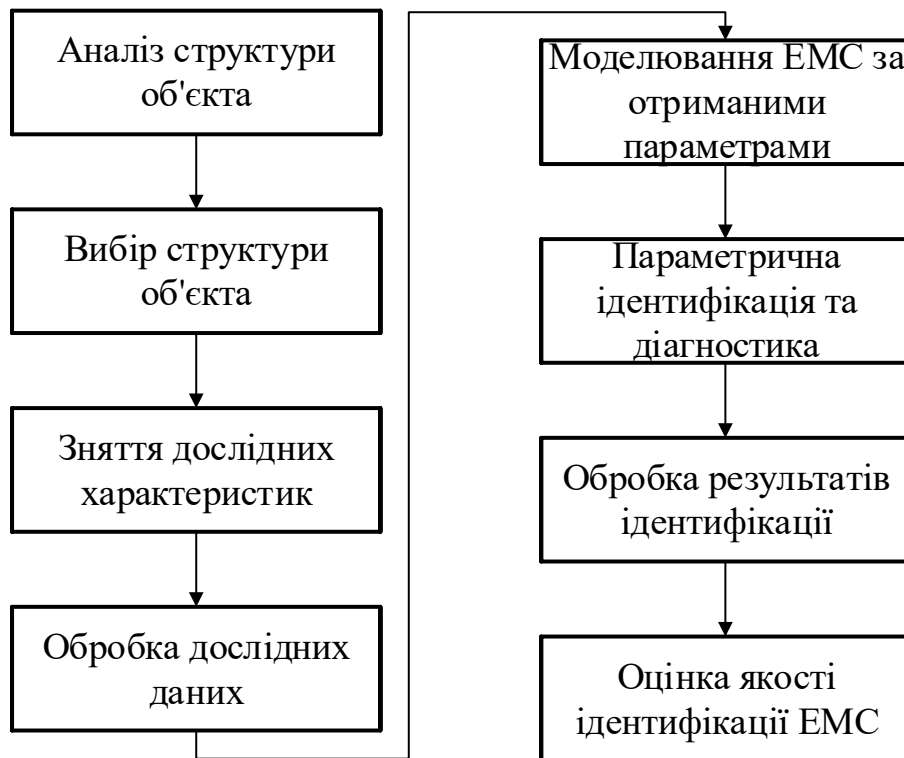 Аналіз структури
об'єкта
Вибір структури
об'єкта
Зняття дослідних
характеристик
Обробка дослідних
даних
Моделювання ЕМС за
отриманими
параметрами
Параметрична
ідентифікація та
діагностика
Обробка результатів
ідентифікації
Оцінка якості
ідентифікації ЕМС